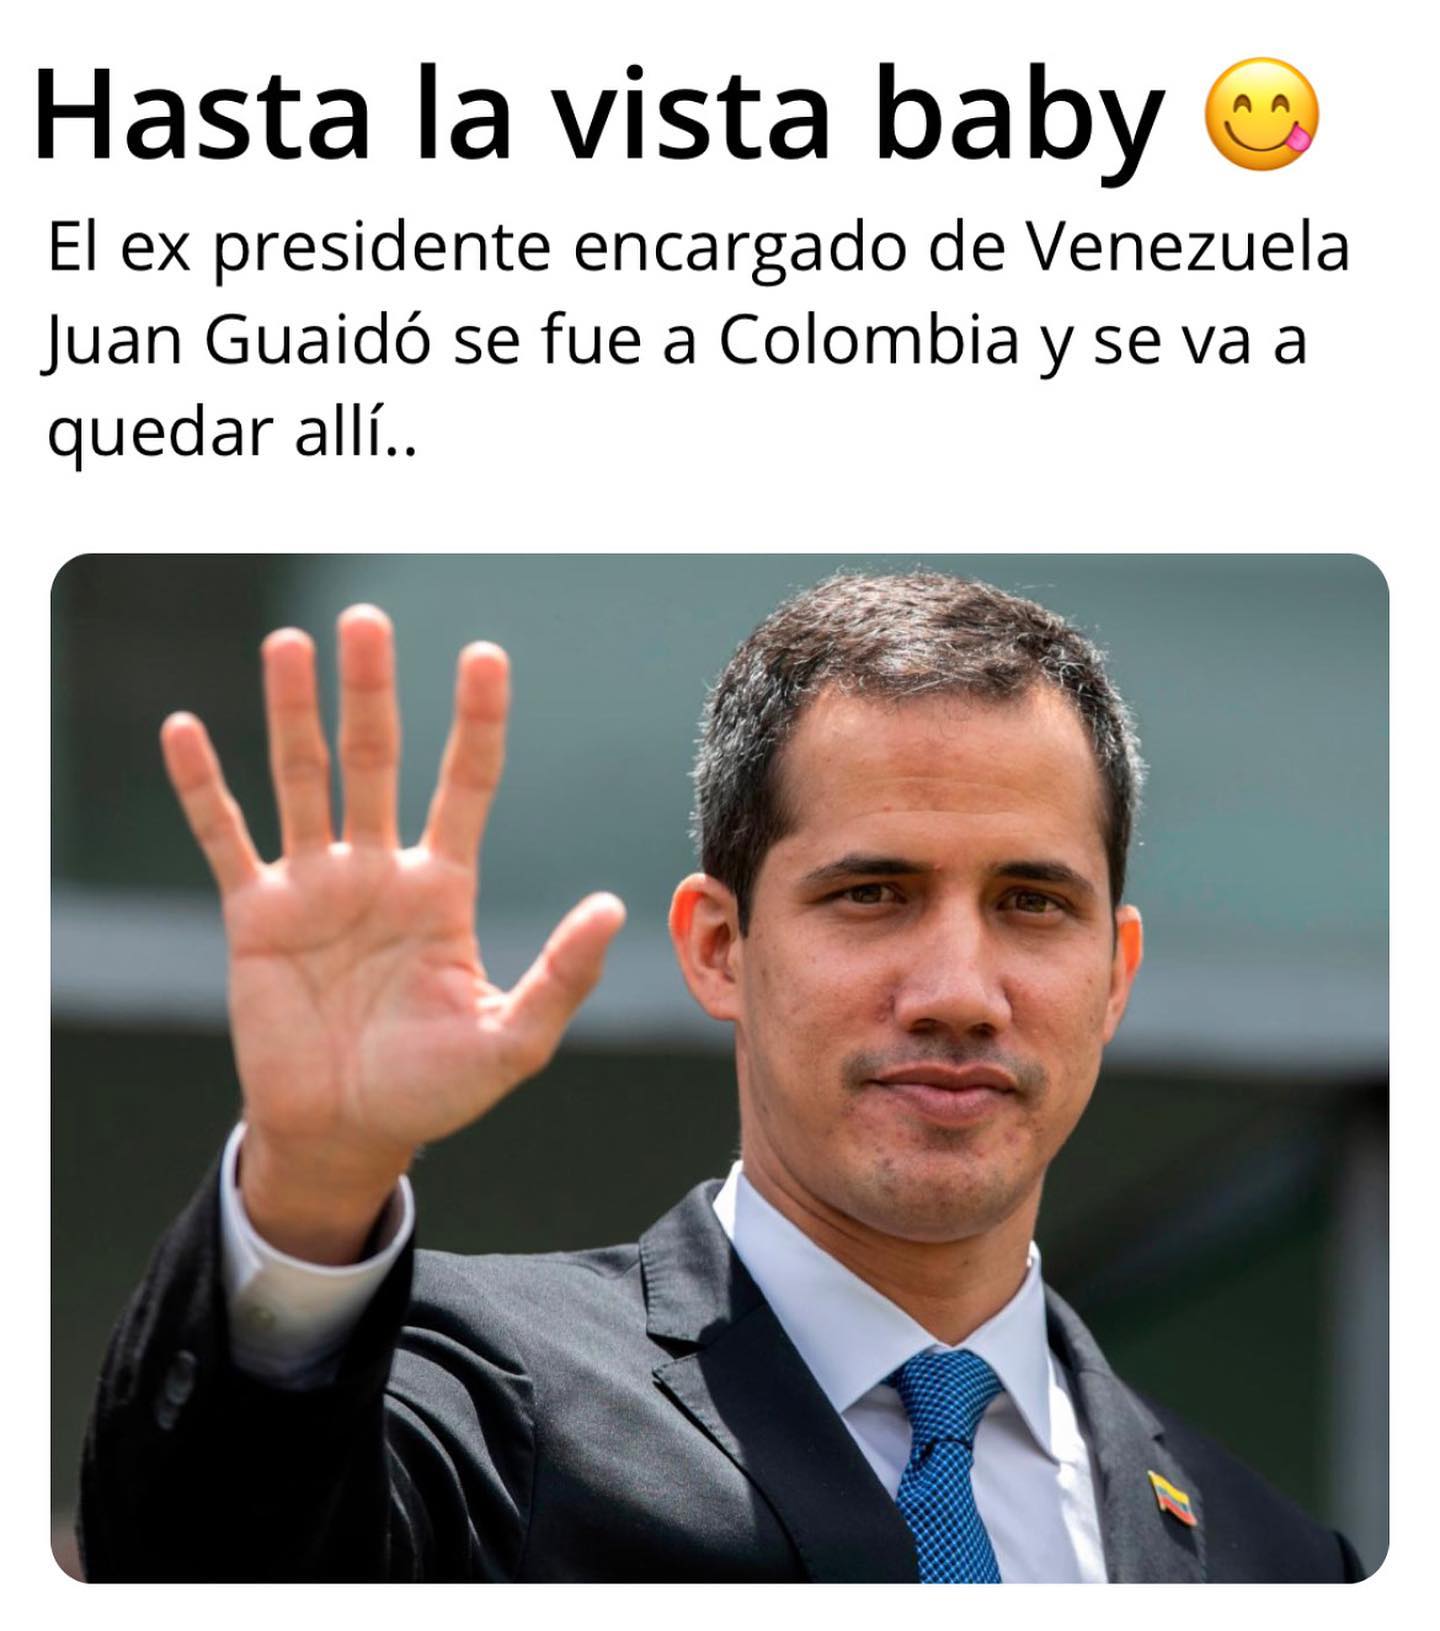 Hasta la vista baby 😋
El ex presidente encargado de Venezuela
Juan Guaidó se fue a Colombia y se va a
quedar allí..